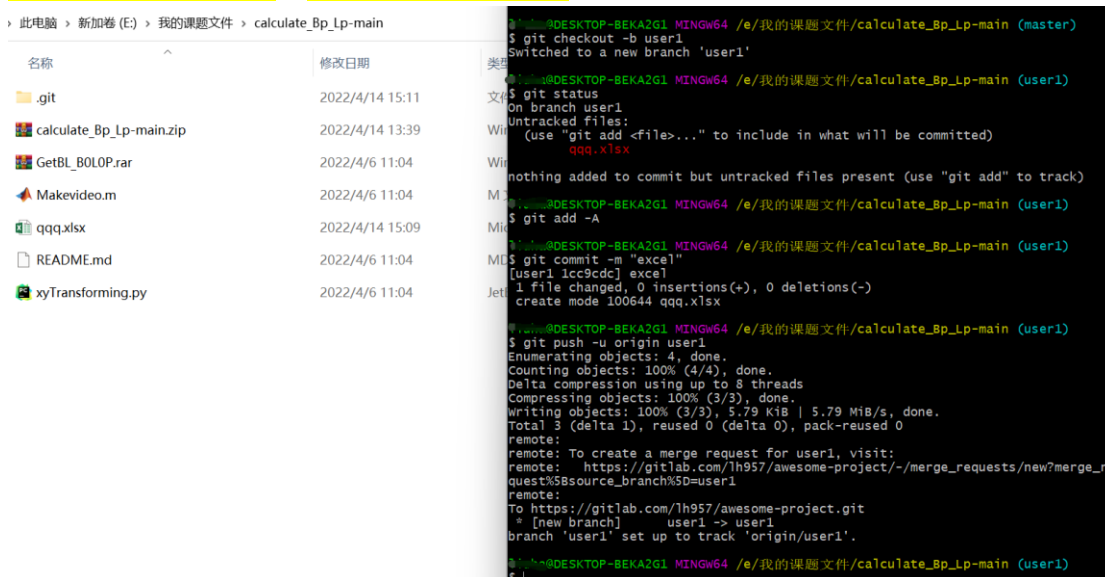 此电脑 › 新加卷 (E:) › 我的课题文件 › calculate_Bp_Lp-main
名称 修改日期
.git 2022/4/14 15:11
calculate_Bp_Lp-main.zip 2022/4/14 13:39
GetBL_B0L0P.rar 2022/4/6 11:04
Makevideo.m 2022/4/6 11:04
qqq.xlsx 2022/4/14 15:09
README.md 2022/4/6 11:04
xyTransforming.py 2022/4/6 11:04
@DESKTOP-BEKA2G1 MINGW64 /e/我的课题文件/calculate_Bp_Lp-main (master)
$ git checkout -b user1
Switched to a new branch 'user1'
@DESKTOP-BEKA2G1 MINGW64 /e/我的课题文件/calculate_Bp_Lp-main (user1)
$ git status
On branch user1
Untracked files:
(use "git add <file>..." to include in what will be committed)
qqq.xlsx
nothing added to commit but untracked files present (use "git add" to track)
@DESKTOP-BEKA2G1 MINGW64 /e/我的课题文件/calculate_Bp_Lp-main (user1)
$ git add -A
@DESKTOP-BEKA2G1 MINGW64 /e/我的课题文件/calculate_Bp_Lp-main (user1)
$ git commit -m "excel"
[user1 1cc9cdc] excel
1 file changed, 0 insertions(+), 0 deletions(-)
create mode 100644 qqq.xlsx
@DESKTOP-BEKA2G1 MINGW64 /e/我的课题文件/calculate_Bp_Lp-main (user1)
$ git push -u origin user1
Enumerating objects: 4, done.
Counting objects: 100% (4/4), done.
Delta compression using up to 8 threads
Compressing objects: 100% (3/3), done.
Writing objects: 100% (3/3), 5.79 KiB | 5.79 MiB/s, done.
Total 3 (delta 1), reused 0 (delta 0), pack-reused 0
remote:
remote: To create a merge request for user1, visit:
remote: https://gitlab.com/lh957/awesome-project/-/merge_requests/new?merge_r
quest%5Bsource_branch%5D=user1
remote:
To https://gitlab.com/lh957/awesome-project.git
* [new branch] user1 -> user1
branch 'user1' set up to track 'origin/user1'.
@DESKTOP-BEKA2G1 MINGW64 /e/我的课题文件/calculate_Bp_Lp-main (user1)